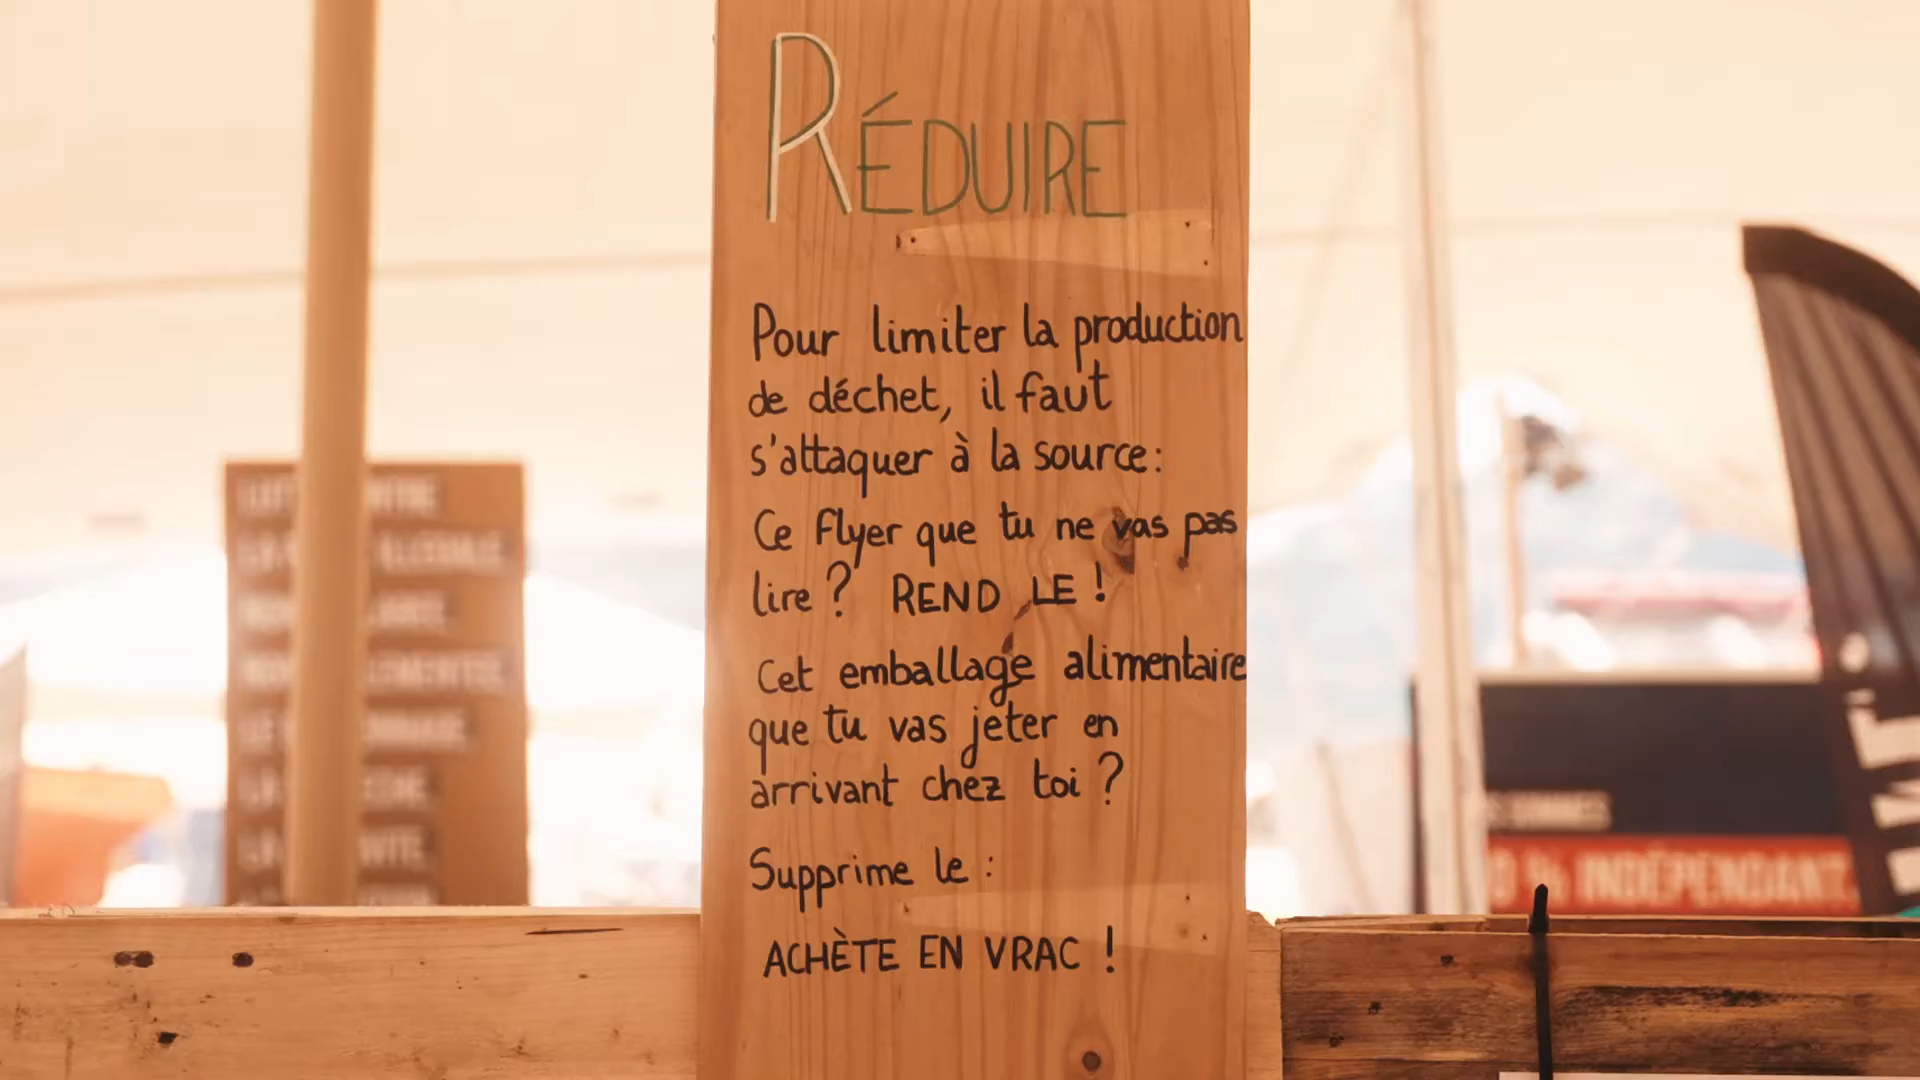 RÉDUIRE
Pour limiter la production
de déchet, il faut
s'attaquer à la source:
Ce flyer que tu ne vas pas
lire ? REND LE !
Cet emballage alimentaire
que tu vas jeter en
arrivant chez toi ?
Supprime le :
ACHÈTE EN VRAC !
% INDÉPENDANT.